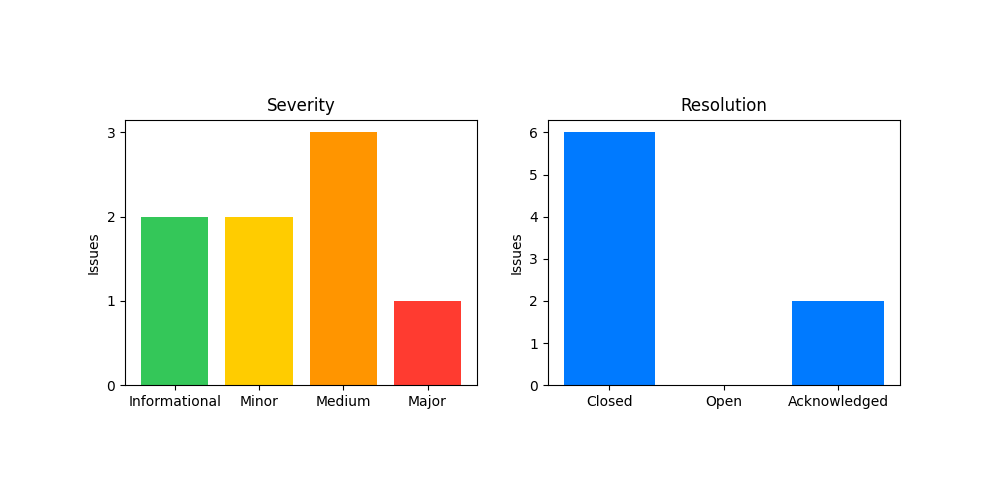 Severity
3
2
1
0
Issues
Informational Minor Medium Major
Resolution
6
5
4
3
2
1
0
Issues
Closed Open Acknowledged